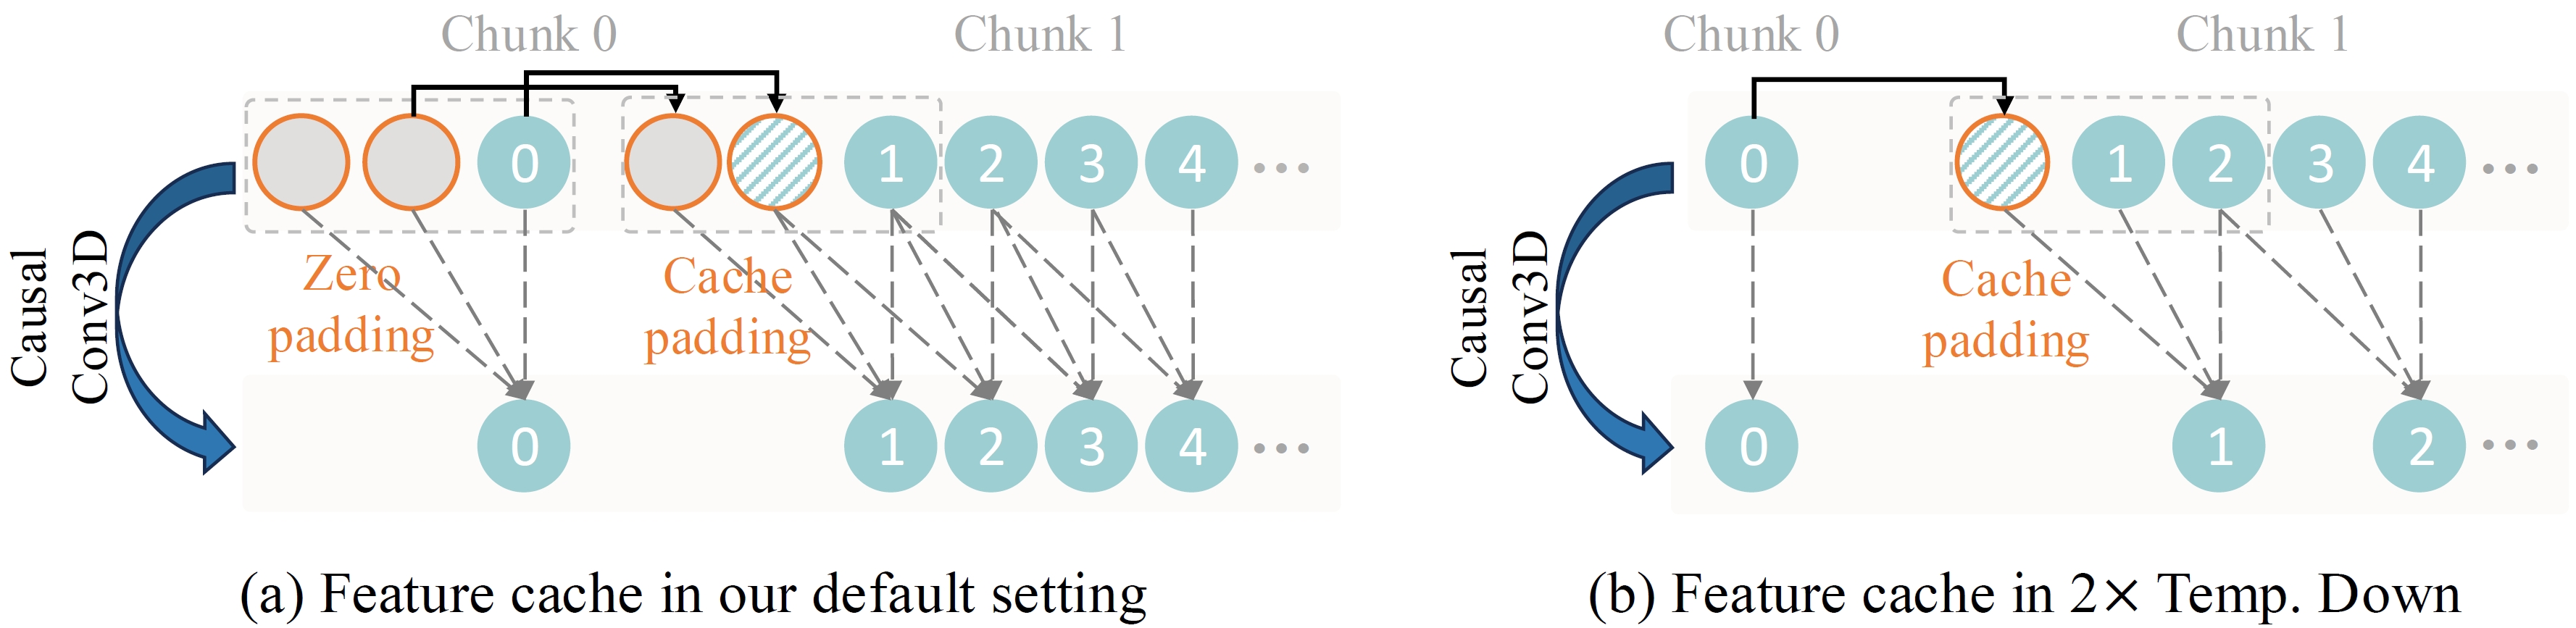 Chunk 0
Chunk 1
0
1
2
3
4
...
Causal
Conv3D
Zero
padding
Cache
padding
0
1
2
3
4
...
(a) Feature cache in our default setting
Chunk 0
Chunk 1
0
1
2
3
4
...
Causal
Conv3D
Cache
padding
0
1
2
...
(b) Feature cache in 2× Temp. Down